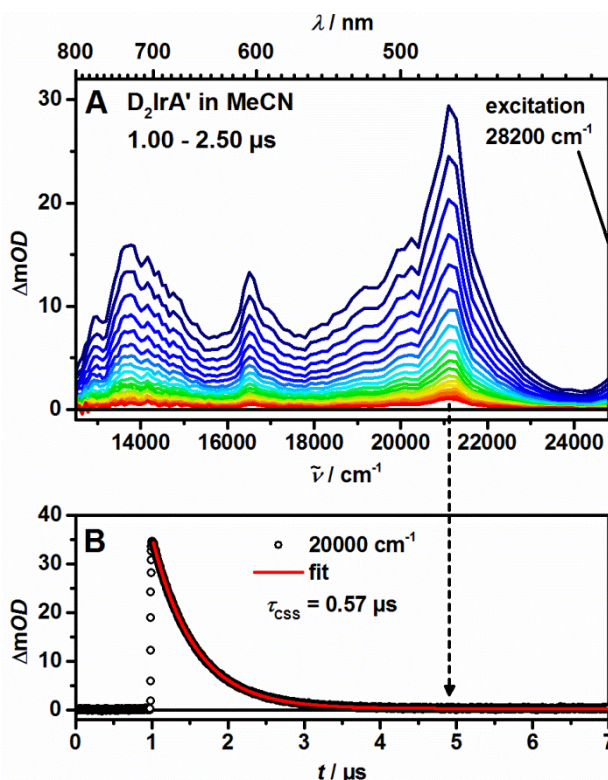 λ / nm
800 700 600 500
30
20
10
0
ΔmOD
A D₂IrA' in MeCN
1.00 - 2.50 µs
excitation
28200 cm⁻¹
14000 16000 18000 20000 22000 24000
ṽ / cm⁻¹
40
30
20
10
0
ΔmOD
B
20000 cm⁻¹
fit
τCSS = 0.57 µs
0 1 2 3 4 5 6 7
t / µs